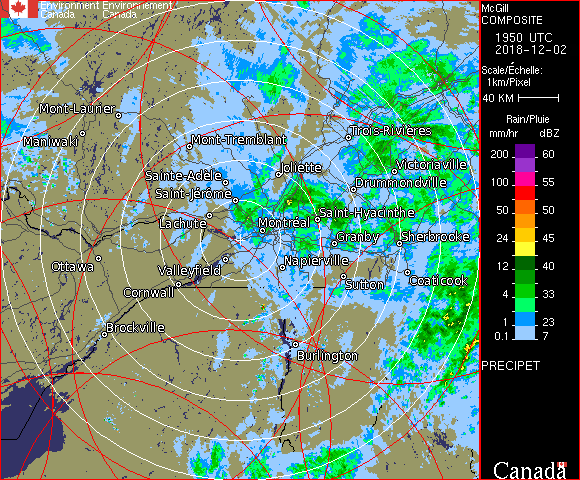 Environment Environnement
Canada Canada
McGill
COMPOSITE
1950 UTC
2018-12-02
Scale/Échelle:
1km/Pixel
40 KM
Rain/Pluie
mm/hr dBZ
200 60
150 57
100 55
50 50
24 45
12 40
4 33
1 23
0.1 7
PRECIPET
Mont-Laurier
Maniwaki
Mont-Tremblant
Trois-Rivières
Joliette
Victoriaville
Sainte-Adèle
Saint-Jérôme
Drummondville
Lachute
Montréal
Saint-Hyacinthe
Granby
Sherbrooke
Ottawa
Valleyfield
Napierville
Cornwall
Sutton
Coaticook
Brockville
Burlington
Canada